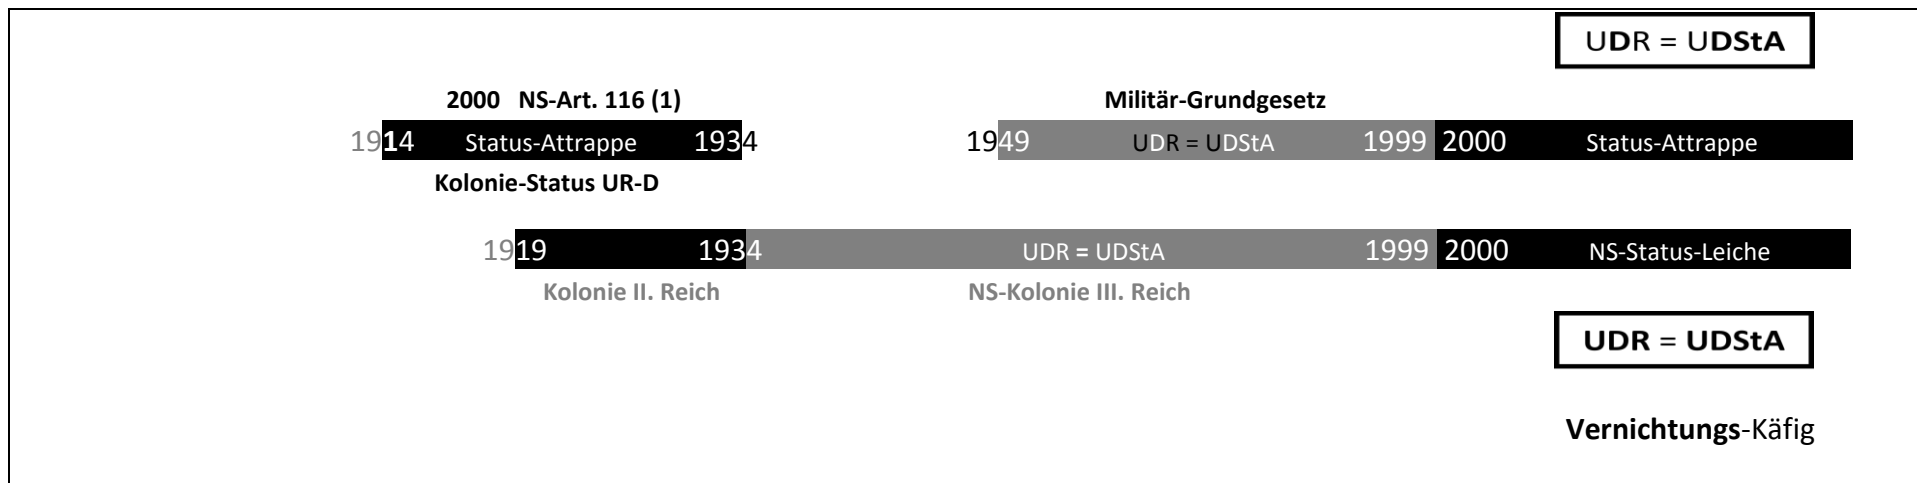 UDR = UDStA
2000 NS-Art. 116 (1) Militär-Grundgesetz
1914 Status-Attrappe 1934 1949 UDR = UDStA 1999 2000 Status-Attrappe
Kolonie-Status UR-D
1919 1934 UDR = UDStA 1999 2000 NS-Status-Leiche
Kolonie II. Reich NS-Kolonie III. Reich
UDR = UDStA
Vernichtungs-Käfig